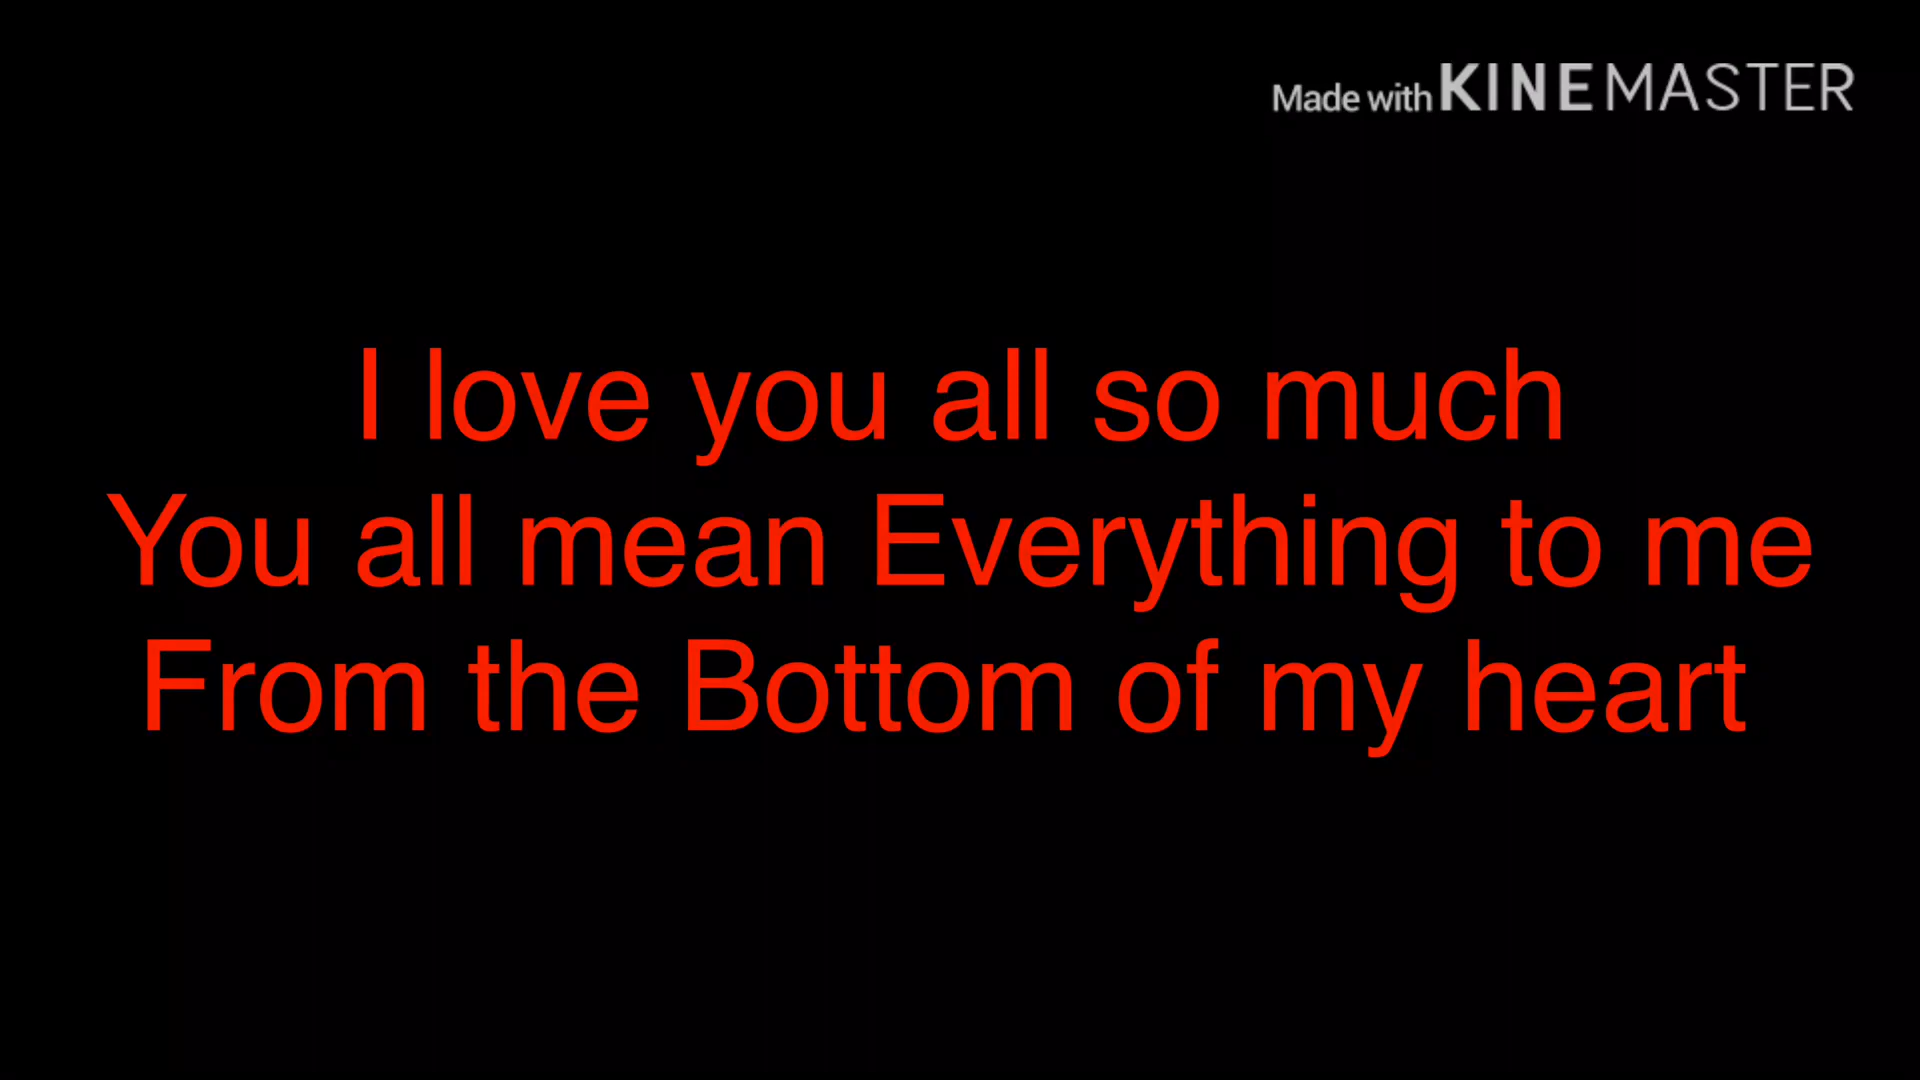 Made with KINEMASTER
I love you all so much
You all mean Everything to me
From the Bottom of my heart